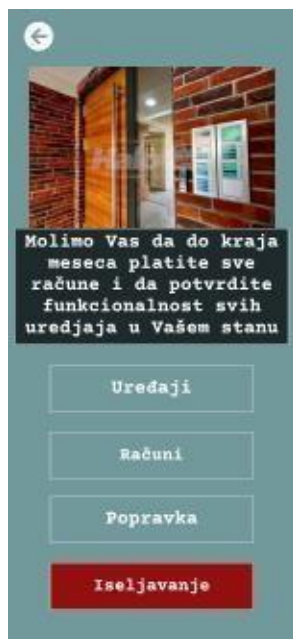 Molimo Vas da do kraja
meseca platite sve
račune i da potvrdite
funkcionalnost svih
uredjaja u Vašem stanu
Uređaji
Računi
Popravka
Iseljavanje